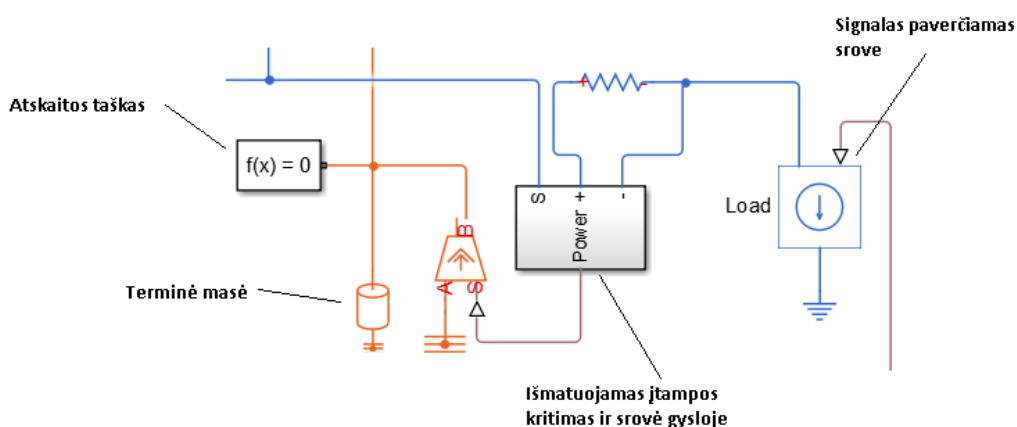 Signalas paverčiamas
srove
Atskaitos taškas
f(x) = 0
+
-
S
+
-
Power
Load
B
A
S
Terminė masė
Išmatuojamas įtampos
kritimas ir srovė gysloje